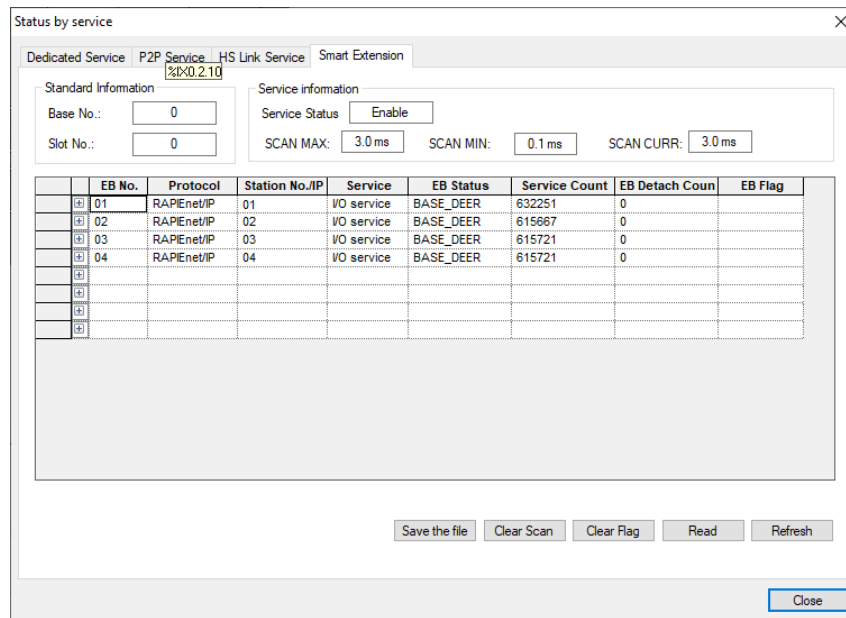 Status by service
Dedicated Service P2P Service HS Link Service Smart Extension
%IX0.2.10
Standard Information
Base No.: 0
Slot No.: 0
Service information
Service Status Enable
SCAN MAX: 3.0 ms SCAN MIN: 0.1 ms SCAN CURR: 3.0 ms
EB No. Protocol Station No./IP Service EB Status Service Count EB Detach Coun EB Flag
01 RAPIEnet/IP 01 I/O service BASE_DEER 632251 0
02 RAPIEnet/IP 02 I/O service BASE_DEER 615667 0
03 RAPIEnet/IP 03 I/O service BASE_DEER 615721 0
04 RAPIEnet/IP 04 I/O service BASE_DEER 615721 0
Save the file Clear Scan Clear Flag Read Refresh
Close